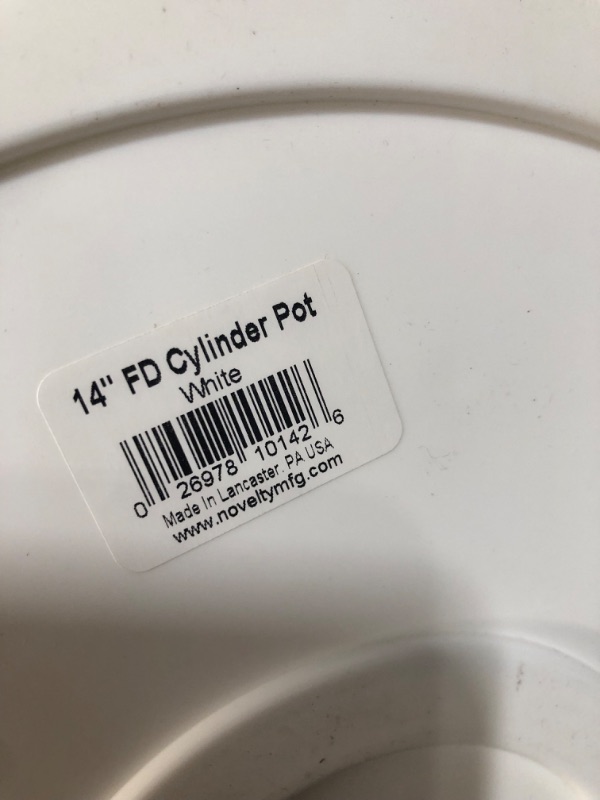 14" FD Cylinder Pot
White
0 26978 10142 6
Made In Lancaster, PA USA
www.noveltymfg.com